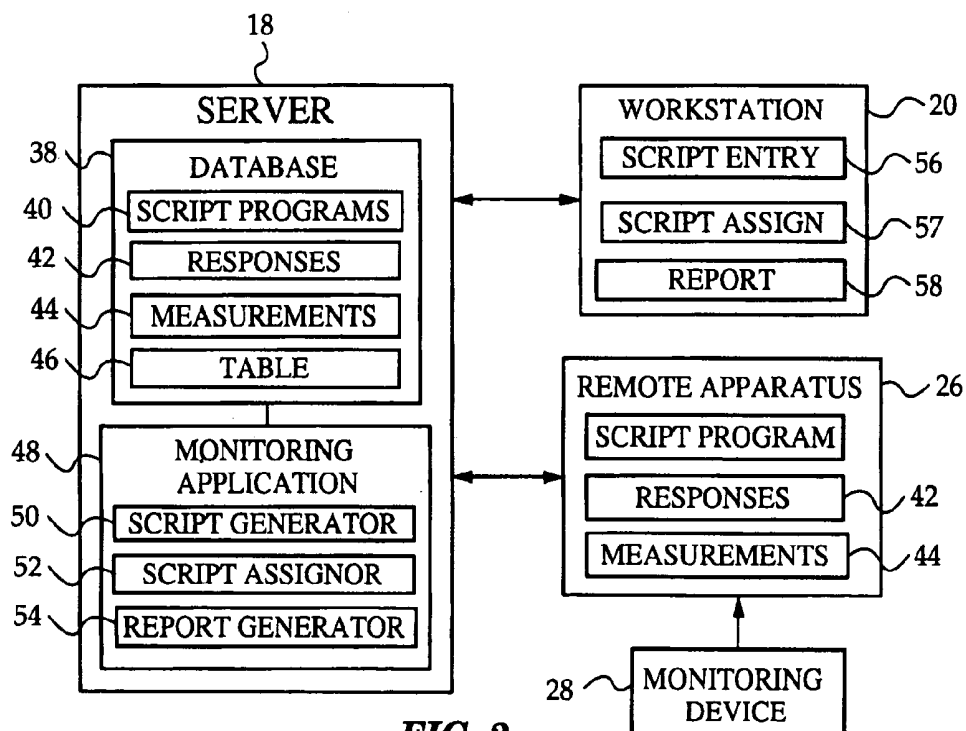 18
SERVER
38
DATABASE
40
SCRIPT PROGRAMS
42
RESPONSES
44
MEASUREMENTS
46
TABLE
48
MONITORING
APPLICATION
50
SCRIPT GENERATOR
52
SCRIPT ASSIGNOR
54
REPORT GENERATOR
WORKSTATION
20
SCRIPT ENTRY
56
SCRIPT ASSIGN
57
REPORT
58
REMOTE APPARATUS
26
SCRIPT PROGRAM
RESPONSES
42
MEASUREMENTS
44
28
MONITORING
DEVICE